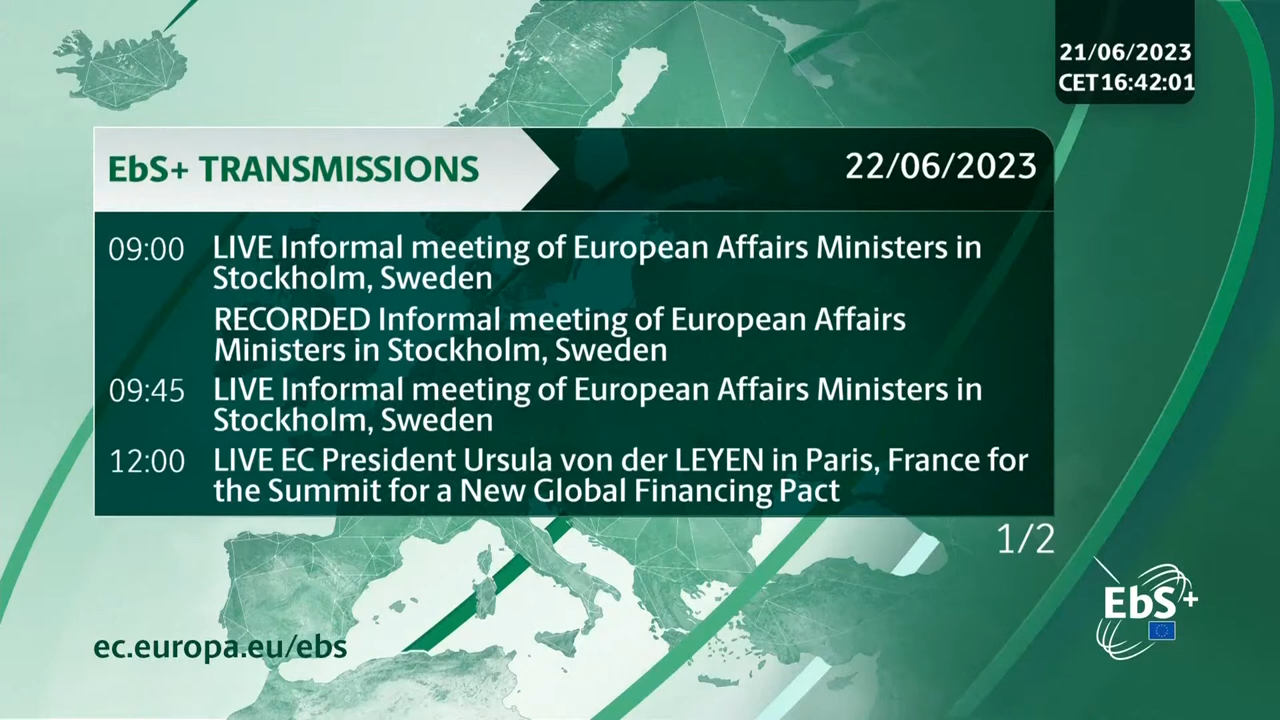 21/06/2023
CET 16:42:01
EbS+ TRANSMISSIONS
22/06/2023
09:00 LIVE Informal meeting of European Affairs Ministers in
Stockholm, Sweden
RECORDED Informal meeting of European Affairs
Ministers in Stockholm, Sweden
09:45 LIVE Informal meeting of European Affairs Ministers in
Stockholm, Sweden
12:00 LIVE EC President Ursula von der LEYEN in Paris, France for
the Summit for a New Global Financing Pact
1/2
EbS+
ec.europa.eu/ebs